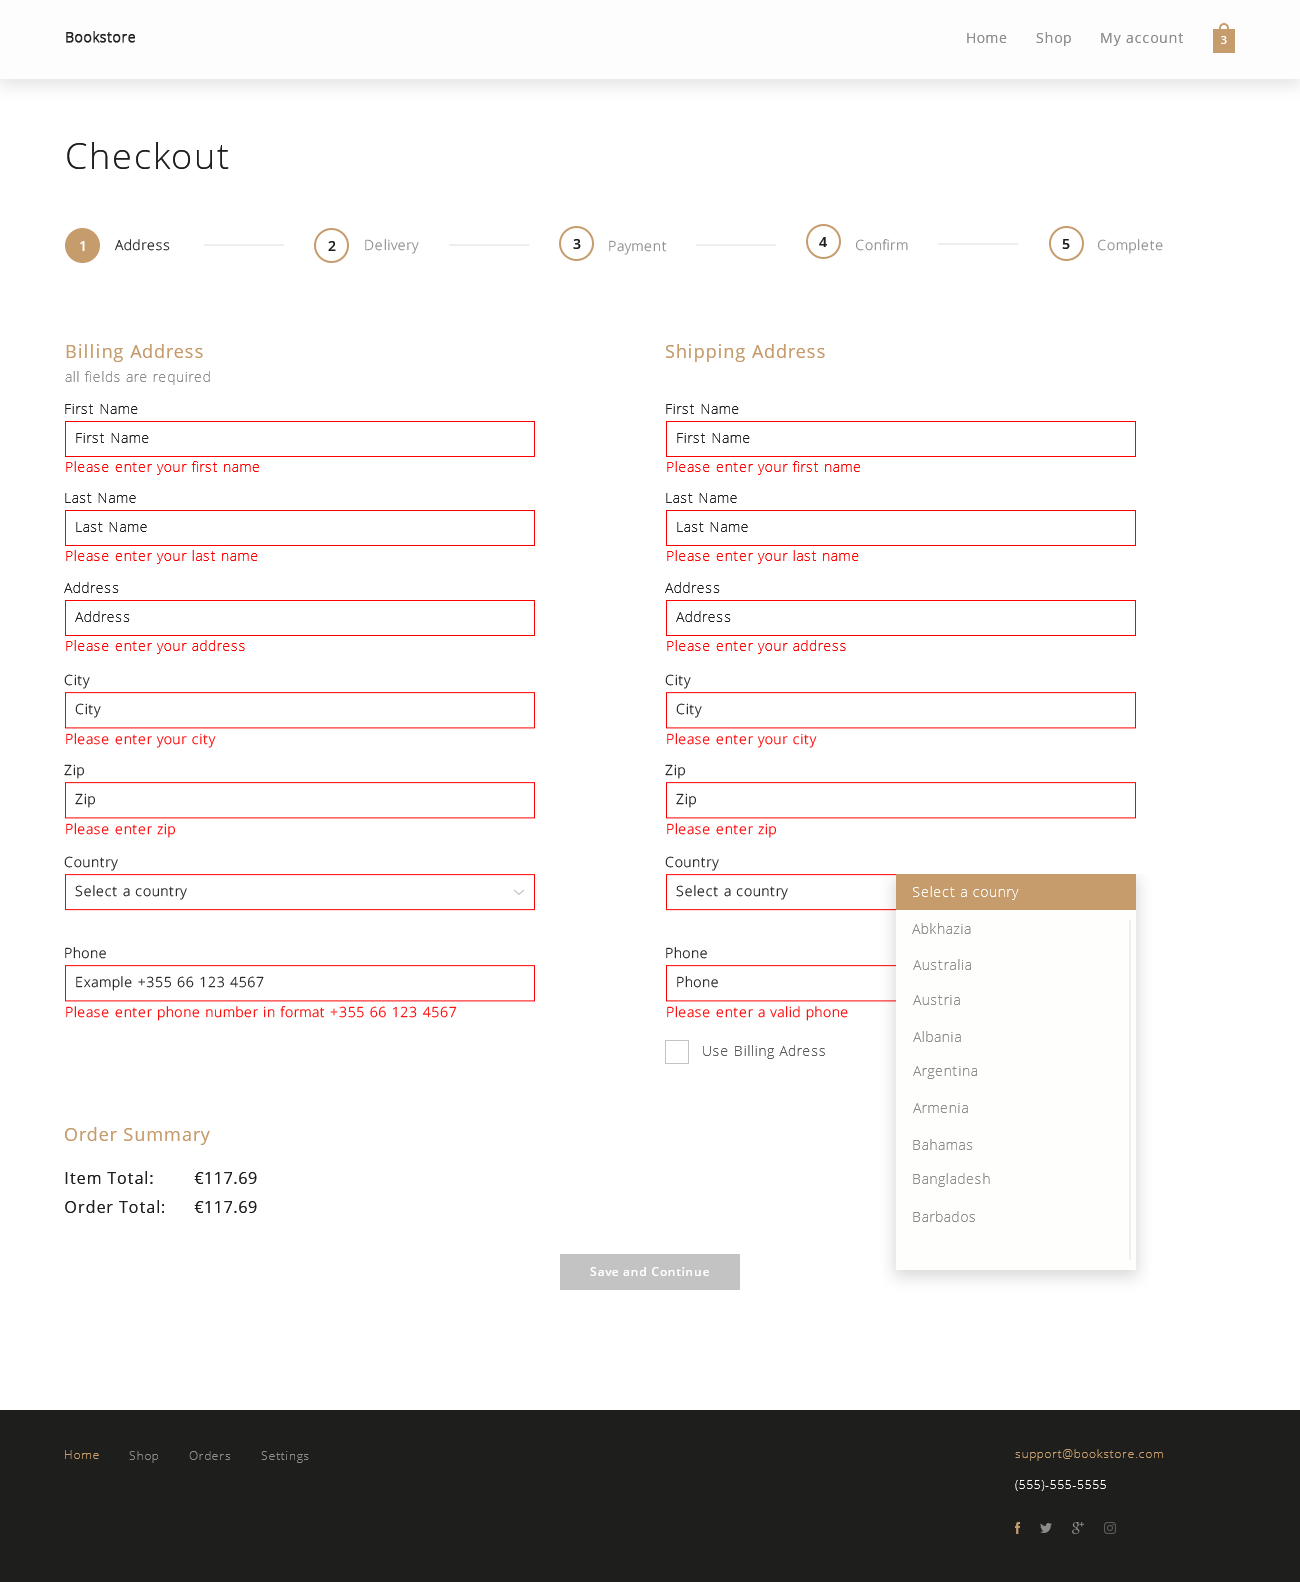 Bookstore
Home Shop My account 3
Checkout
1 Address 2 Delivery 3 Payment 4 Confirm 5 Complete
Billing Address
all fields are required
First Name
First Name
Please enter your first name
Last Name
Last Name
Please enter your last name
Address
Address
Please enter your address
City
City
Please enter your city
Zip
Zip
Please enter zip
Country
Select a country
Phone
Example +355 66 123 4567
Please enter phone number in format +355 66 123 4567
Shipping Address
First Name
First Name
Please enter your first name
Last Name
Last Name
Please enter your last name
Address
Address
Please enter your address
City
City
Please enter your city
Zip
Zip
Please enter zip
Country
Select a country
Select a counry
Abkhazia
Australia
Austria
Albania
Argentina
Armenia
Bahamas
Bangladesh
Barbados
Phone
Phone
Please enter a valid phone
Use Billing Adress
Order Summary
Item Total: €117.69
Order Total: €117.69
Save and Continue
Home Shop Orders Settings
support@bookstore.com
(555)-555-5555